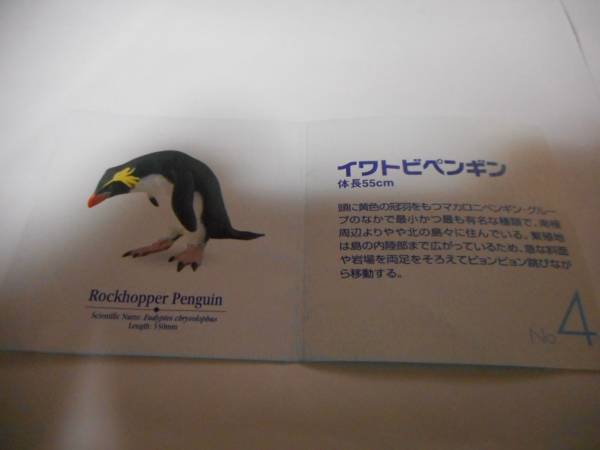 Rockhopper Penguin
Scientific Name: Eudyptes chrysolophus
Length: 550mm
イワトビペンギン
体長55cm
頭に黄色の冠羽をもつマカロニペンギン・グルー
プのなかで最小かつ最も有名な種類で、南極
周辺よりやや北の島々に住んでいる。繁殖地
は島の内陸部まで広がっているため、急な斜面
や岩場を両足をそろえてピョンピョン跳びなが
ら移動する。
No4